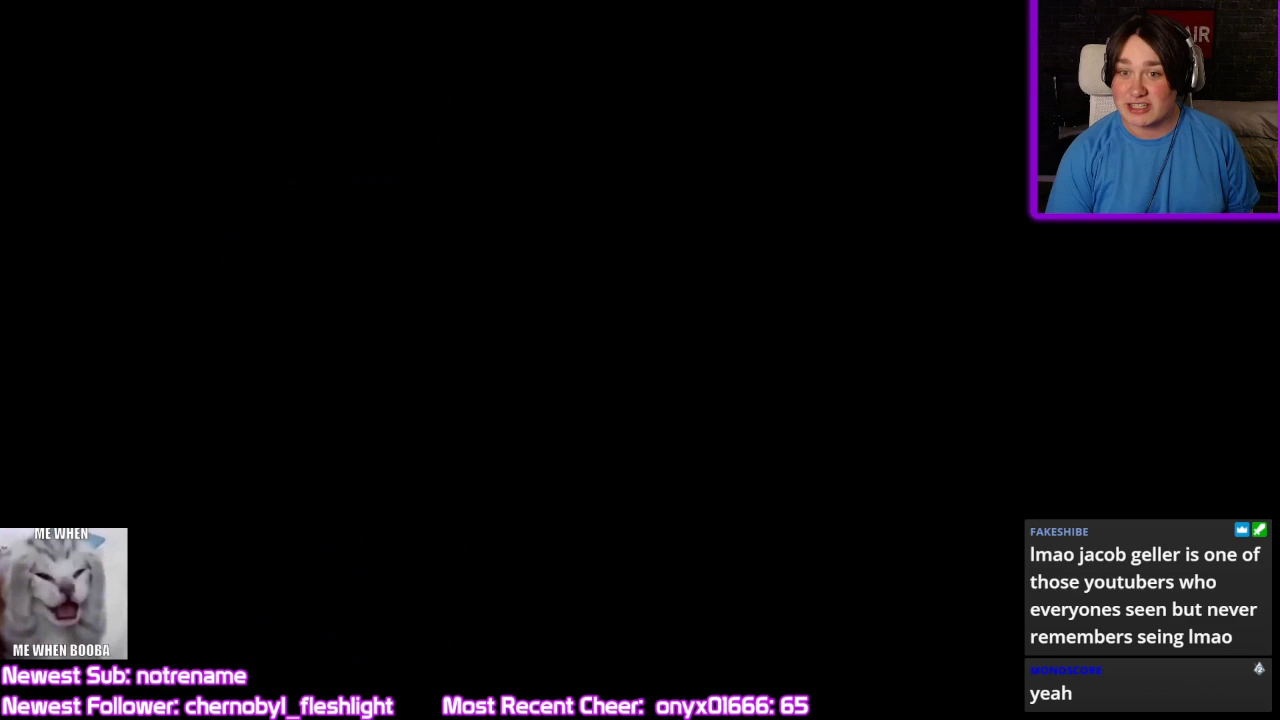 ME WHEN
ME WHEN BOOBA
Newest Sub: notrename
Newest Follower: chernobyl_fleshlight
Most Recent Cheer: onyx01666: 65
FAKESHIBE
lmao jacob geller is one of
those youtubers who
everyones seen but never
remembers seing lmao
MONOSCOBE
yeah